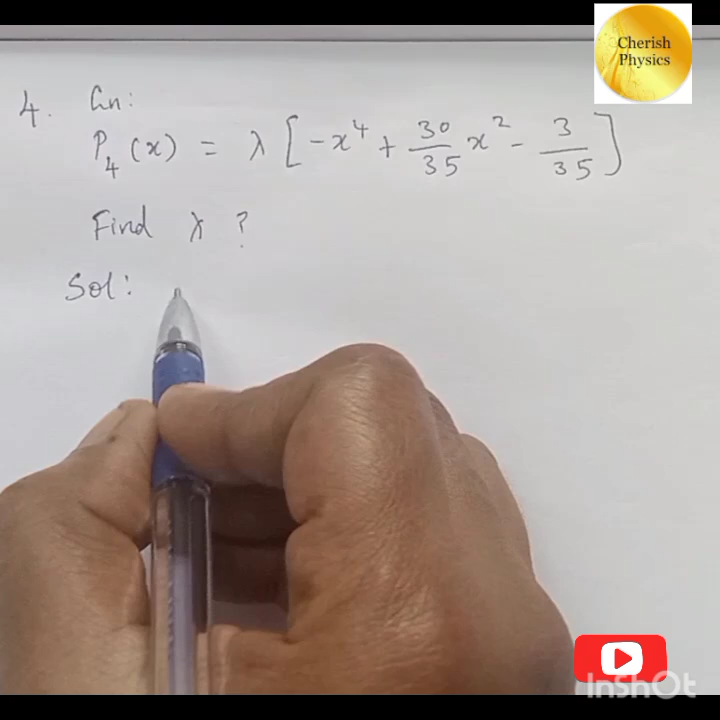 Cherish
Physics
4. Gn:
P₄(x) = λ [-x⁴ + 30/35 x² - 3/35]
Find λ ?
Sol:
InShOt